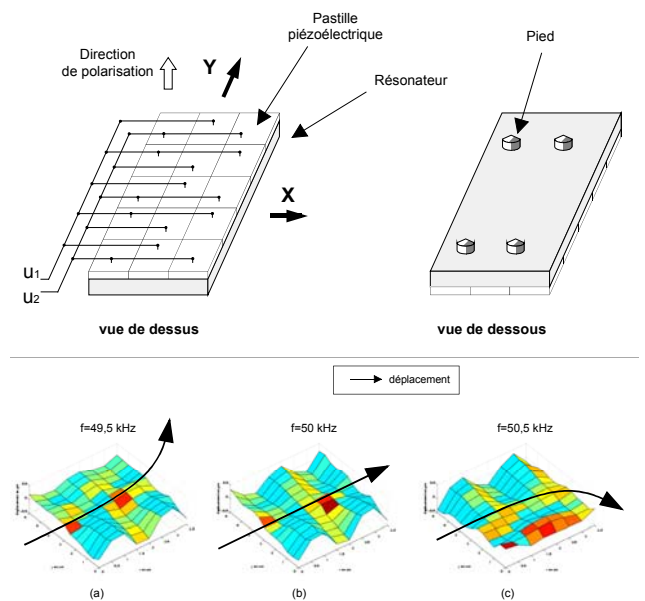 Pastille
piézoélectrique
Pied
Direction
de polarisation
Y
Résonateur
X
u1
u2
vue de dessus
vue de dessous
déplacement
f=49,5 kHz
f=50 kHz
f=50,5 kHz
(a)
(b)
(c)